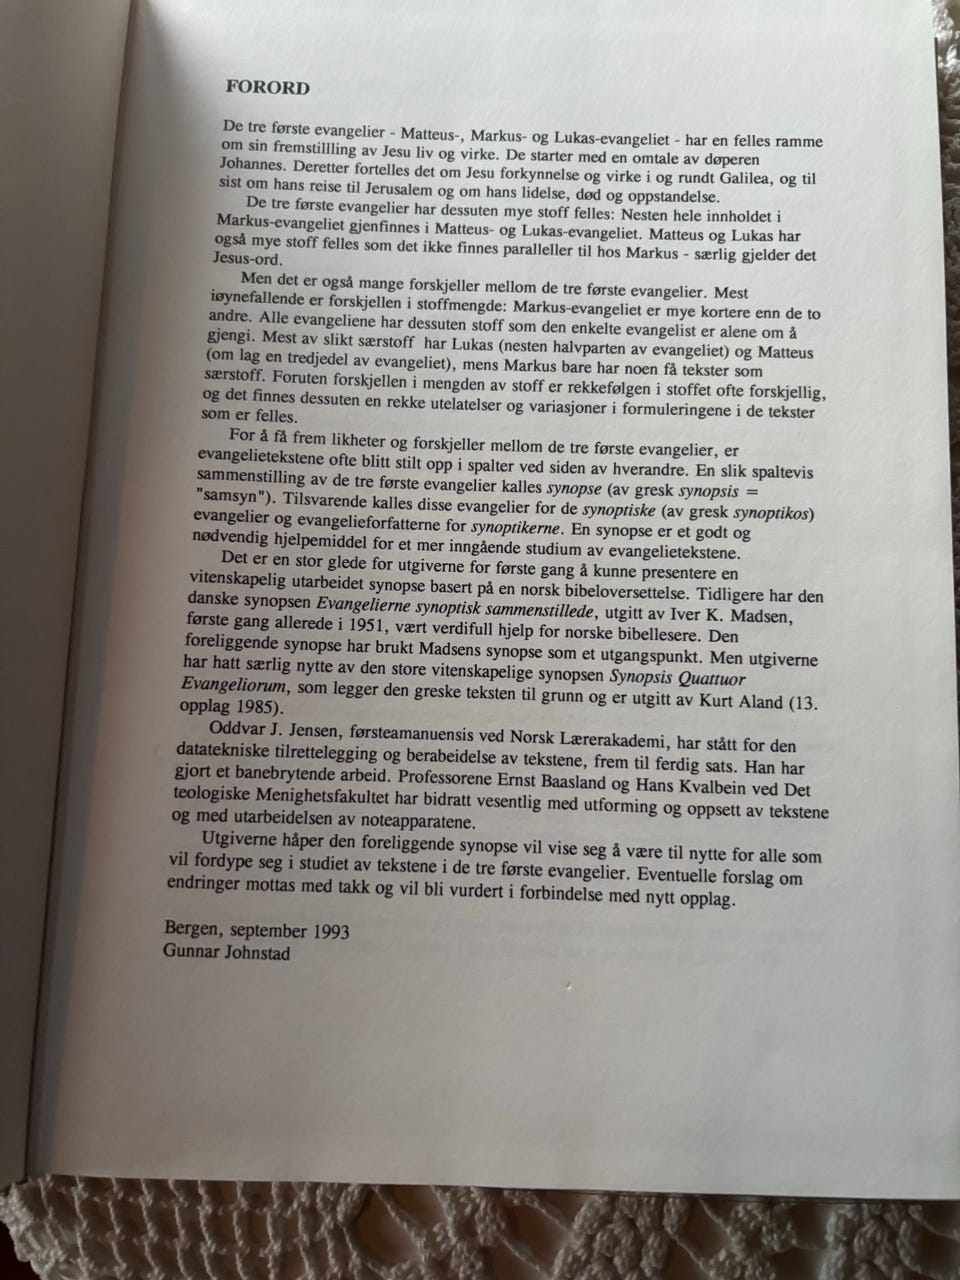 FORORD
De tre første evangelier - Matteus-, Markus- og Lukas-evangeliet - har en felles ramme
om sin fremstillling av Jesu liv og virke. De starter med en omtale av døperen
Johannes. Deretter fortelles det om Jesu forkynnelse og virke i og rundt Galilea, og til
sist om hans reise til Jerusalem og om hans lidelse, død og oppstandelse.
De tre første evangelier har dessuten mye stoff felles: Nesten hele innholdet i
Markus-evangeliet gjenfinnes i Matteus- og Lukas-evangeliet. Matteus og Lukas har
også mye stoff felles som det ikke finnes paralleller til hos Markus - særlig gjelder det
Jesus-ord.
Men det er også mange forskjeller mellom de tre første evangelier. Mest
iøynefallende er forskjellen i stoffmengde: Markus-evangeliet er mye kortere enn de to
andre. Alle evangeliene har dessuten stoff som den enkelte evangelist er alene om å
gjengi. Mest av slikt særstoff har Lukas (nesten halvparten av evangeliet) og Matteus
(om lag en tredjedel av evangeliet), mens Markus bare har noen få tekster som
særstoff. Foruten forskjellen i mengden av stoff er rekkefølgen i stoffet ofte forskjellig,
og det finnes dessuten en rekke utelatelser og variasjoner i formuleringene i de tekster
som er felles.
For å få frem likheter og forskjeller mellom de tre første evangelier, er
evangelietekstene ofte blitt stilt opp i spalter ved siden av hverandre. En slik spaltevis
sammenstilling av de tre første evangelier kalles synopse (av gresk synopsis =
"samsyn"). Tilsvarende kalles disse evangelier for de synoptiske (av gresk synoptikos)
evangelier og evangelieforfatterne for synoptikerne. En synopse er et godt og
nødvendig hjelpemiddel for et mer inngående studium av evangelietekstene.
Det er en stor glede for utgiverne for første gang å kunne presentere en
vitenskapelig utarbeidet synopse basert på en norsk bibeloversettelse. Tidligere har den
danske synopsen Evangelierne synoptisk sammenstillede, utgitt av Iver K. Madsen,
første gang allerede i 1951, vært verdifull hjelp for norske bibellesere. Den
foreliggende synopse har brukt Madsens synopse som et utgangspunkt. Men utgiverne
har hatt særlig nytte av den store vitenskapelige synopsen Synopsis Quattuor
Evangeliorum, som legger den greske teksten til grunn og er utgitt av Kurt Aland (13.
opplag 1985).
Oddvar J. Jensen, førsteamanuensis ved Norsk Lærerakademi, har stått for den
datatekniske tilrettelegging og berabeidelse av tekstene, frem til ferdig sats. Han har
gjort et banebrytende arbeid. Professorene Ernst Baasland og Hans Kvalbein ved Det
teologiske Menighetsfakultet har bidratt vesentlig med utforming og oppsett av tekstene
og med utarbeidelsen av noteapparatene.
Utgiverne håper den foreliggende synopse vil vise seg å være til nytte for alle som
vil fordype seg i studiet av tekstene i de tre første evangelier. Eventuelle forslag om
endringer mottas med takk og vil bli vurdert i forbindelse med nytt opplag.
Bergen, september 1993
Gunnar Johnstad